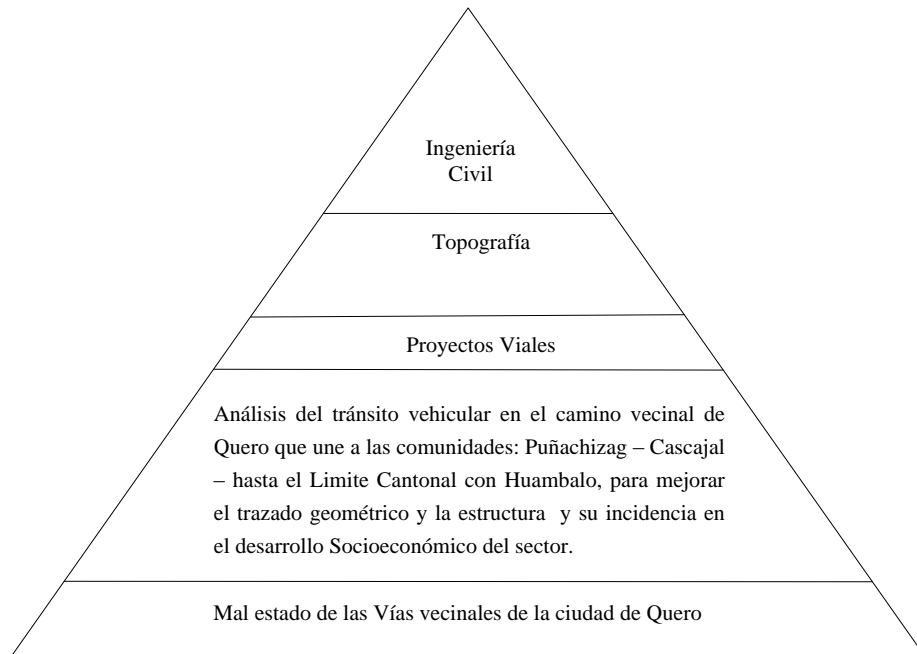 Ingeniería
Civil
Topografía
Proyectos Viales
Análisis del tránsito vehicular en el camino vecinal de
Quero que une a las comunidades: Puñachizag – Cascajal
– hasta el Limite Cantonal con Huambalo, para mejorar
el trazado geométrico y la estructura y su incidencia en
el desarrollo Socioeconómico del sector.
Mal estado de las Vías vecinales de la ciudad de Quero